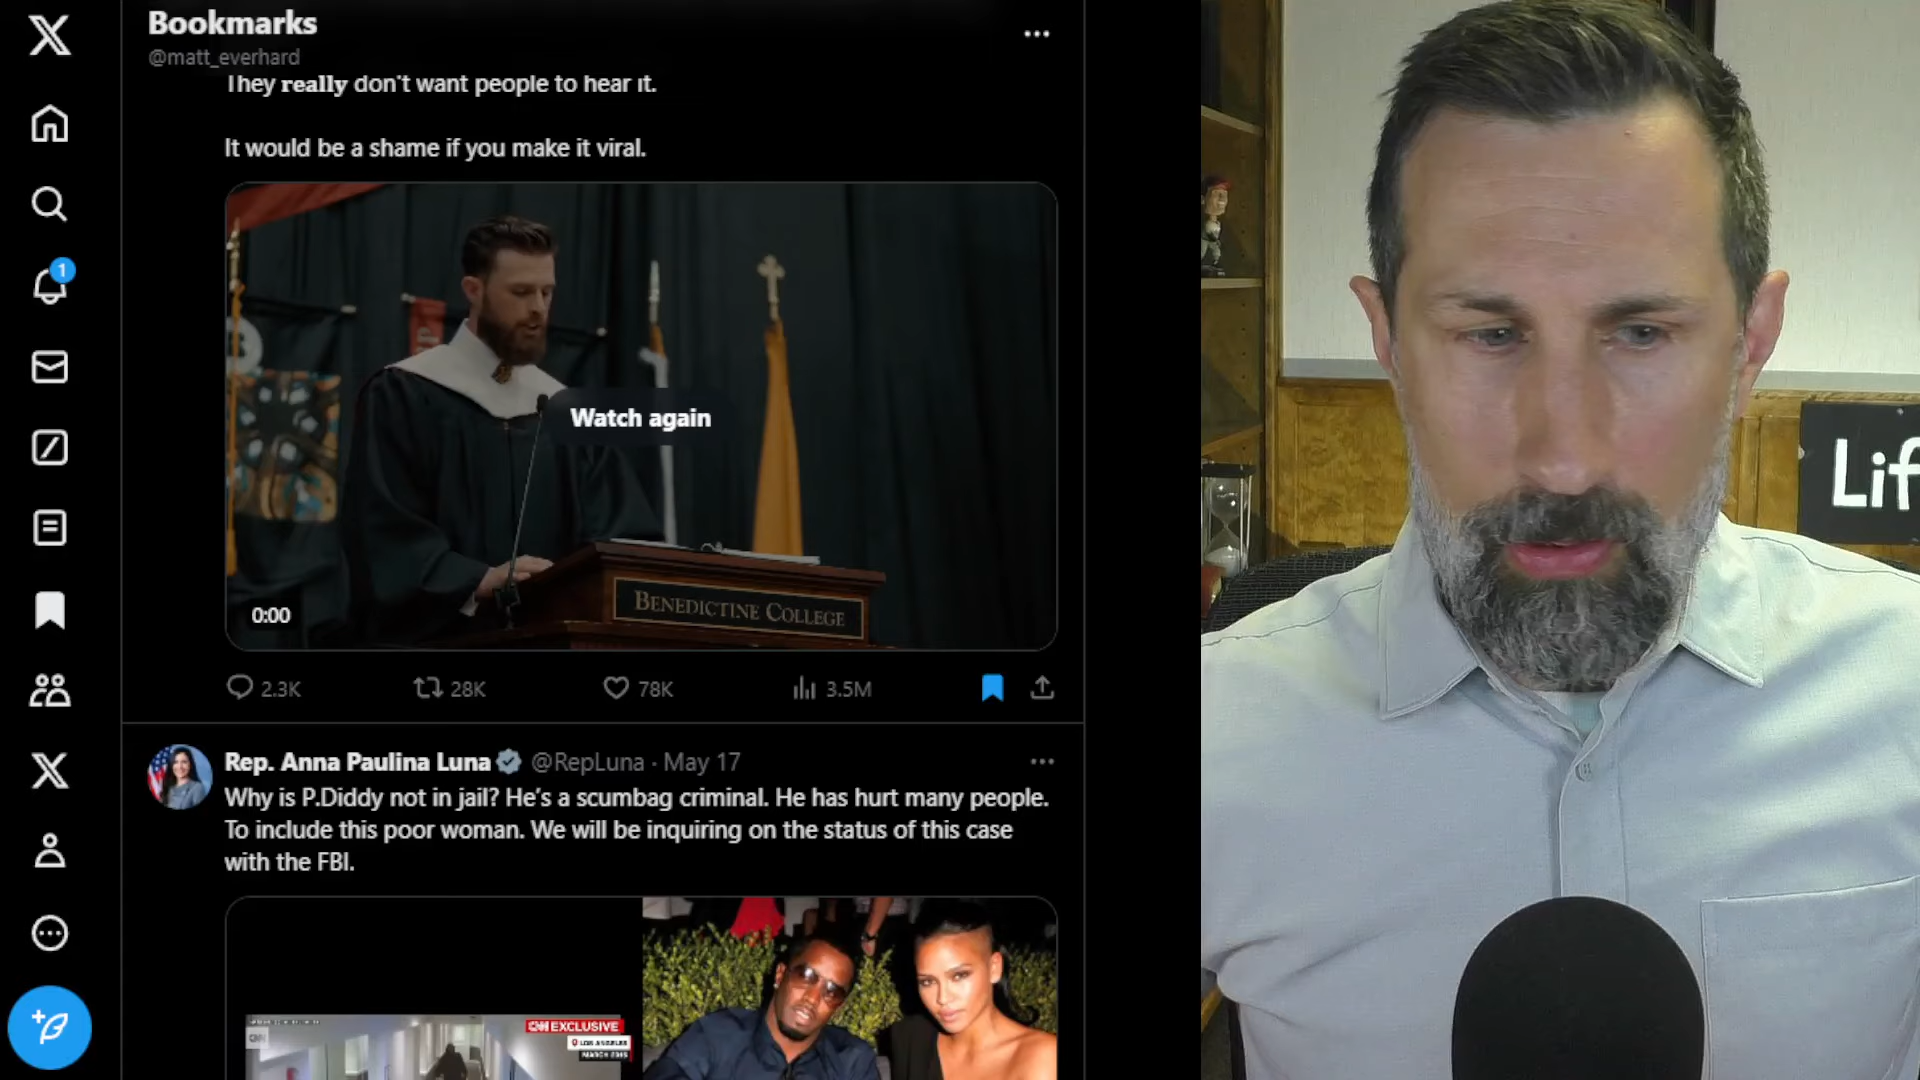 Bookmarks
@matt_everhard
They really don't want people to hear it.
It would be a shame if you make it viral.
Watch again
BENEDICTINE COLLEGE
0:00
2.3K 28K 78K 3.5M
1
Rep. Anna Paulina Luna @RepLuna · May 17
Why is P.Diddy not in jail? He's a scumbag criminal. He has hurt many people.
To include this poor woman. We will be inquiring on the status of this case
with the FBI.
CNN EXCLUSIVE
LOS ANGELES
CNN
Lif